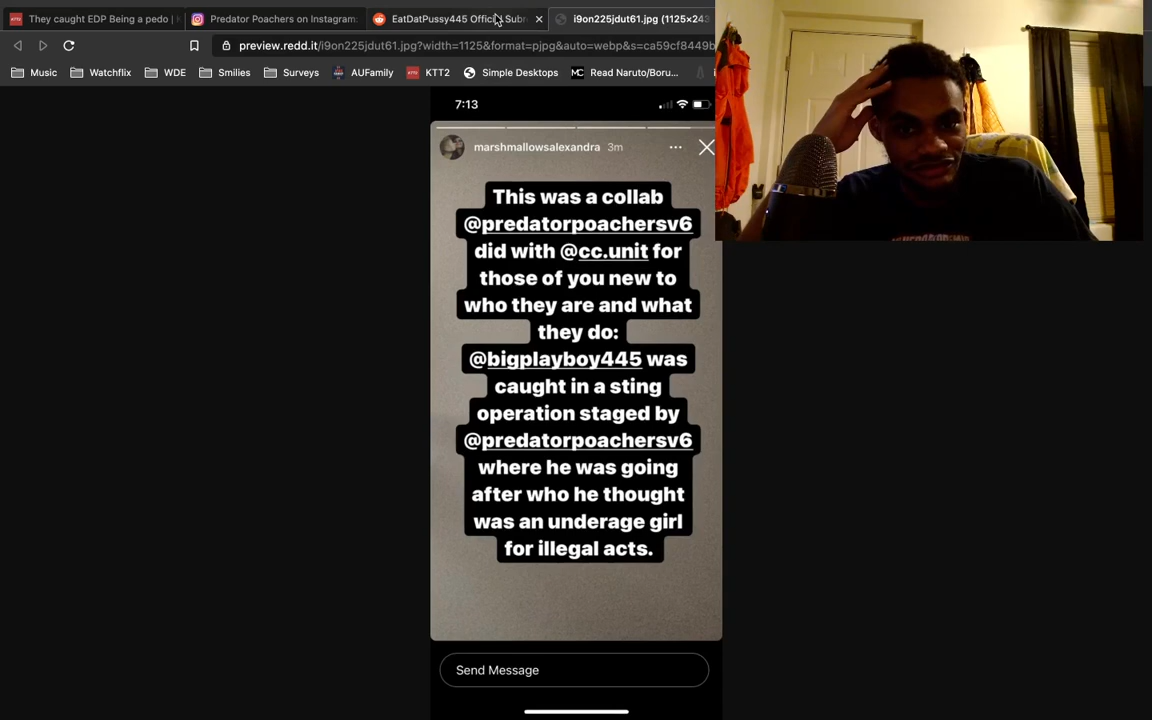 They caught EDP Being a pedo |
Predator Poachers on Instagram:
EatDatPussy445 Offici Subr
i9on225jdut61.jpg (1125×243
preview.redd.it/i9on225jdut61.jpg?width=1125&format=pjpg&auto=webp&s=ca59cf8449b
Music
Watchflix
WDE
Smilies
Surveys
AUFamily
KTT2
Simple Desktops
MC
Read Naruto/Boru...
7:13
marshmallowsalexandra 3m
This was a collab
@predatorpoachersv6
did with @cc.unit for
those of you new to
who they are and what
they do:
@bigplayboy445 was
caught in a sting
operation staged by
@predatorpoachersv6
where he was going
after who he thought
was an underage girl
for illegal acts.
Send Message